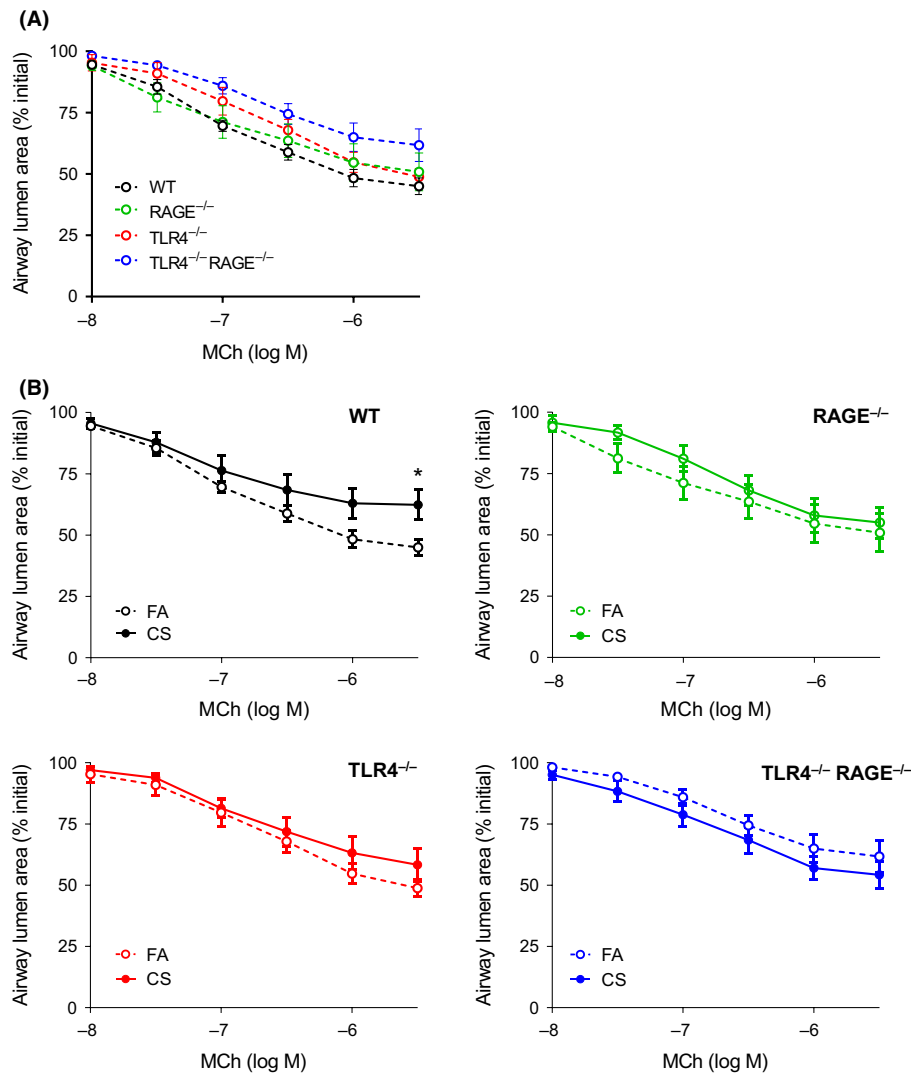 (A)
Airway lumen area (% initial)
100
75
50
25
0
WT
RAGE⁻/⁻
TLR4⁻/⁻
TLR4⁻/⁻RAGE⁻/⁻
–8
–7
–6
MCh (log M)
(B)
WT
Airway lumen area (% initial)
100
75
50
25
0
*
FA
CS
–8
–7
–6
MCh (log M)
RAGE⁻/⁻
Airway lumen area (% initial)
100
75
50
25
0
FA
CS
–8
–7
–6
MCh (log M)
TLR4⁻/⁻
Airway lumen area (% initial)
100
75
50
25
0
FA
CS
–8
–7
–6
MCh (log M)
TLR4⁻/⁻ RAGE⁻/⁻
Airway lumen area (% initial)
100
75
50
25
0
FA
CS
–8
–7
–6
MCh (log M)